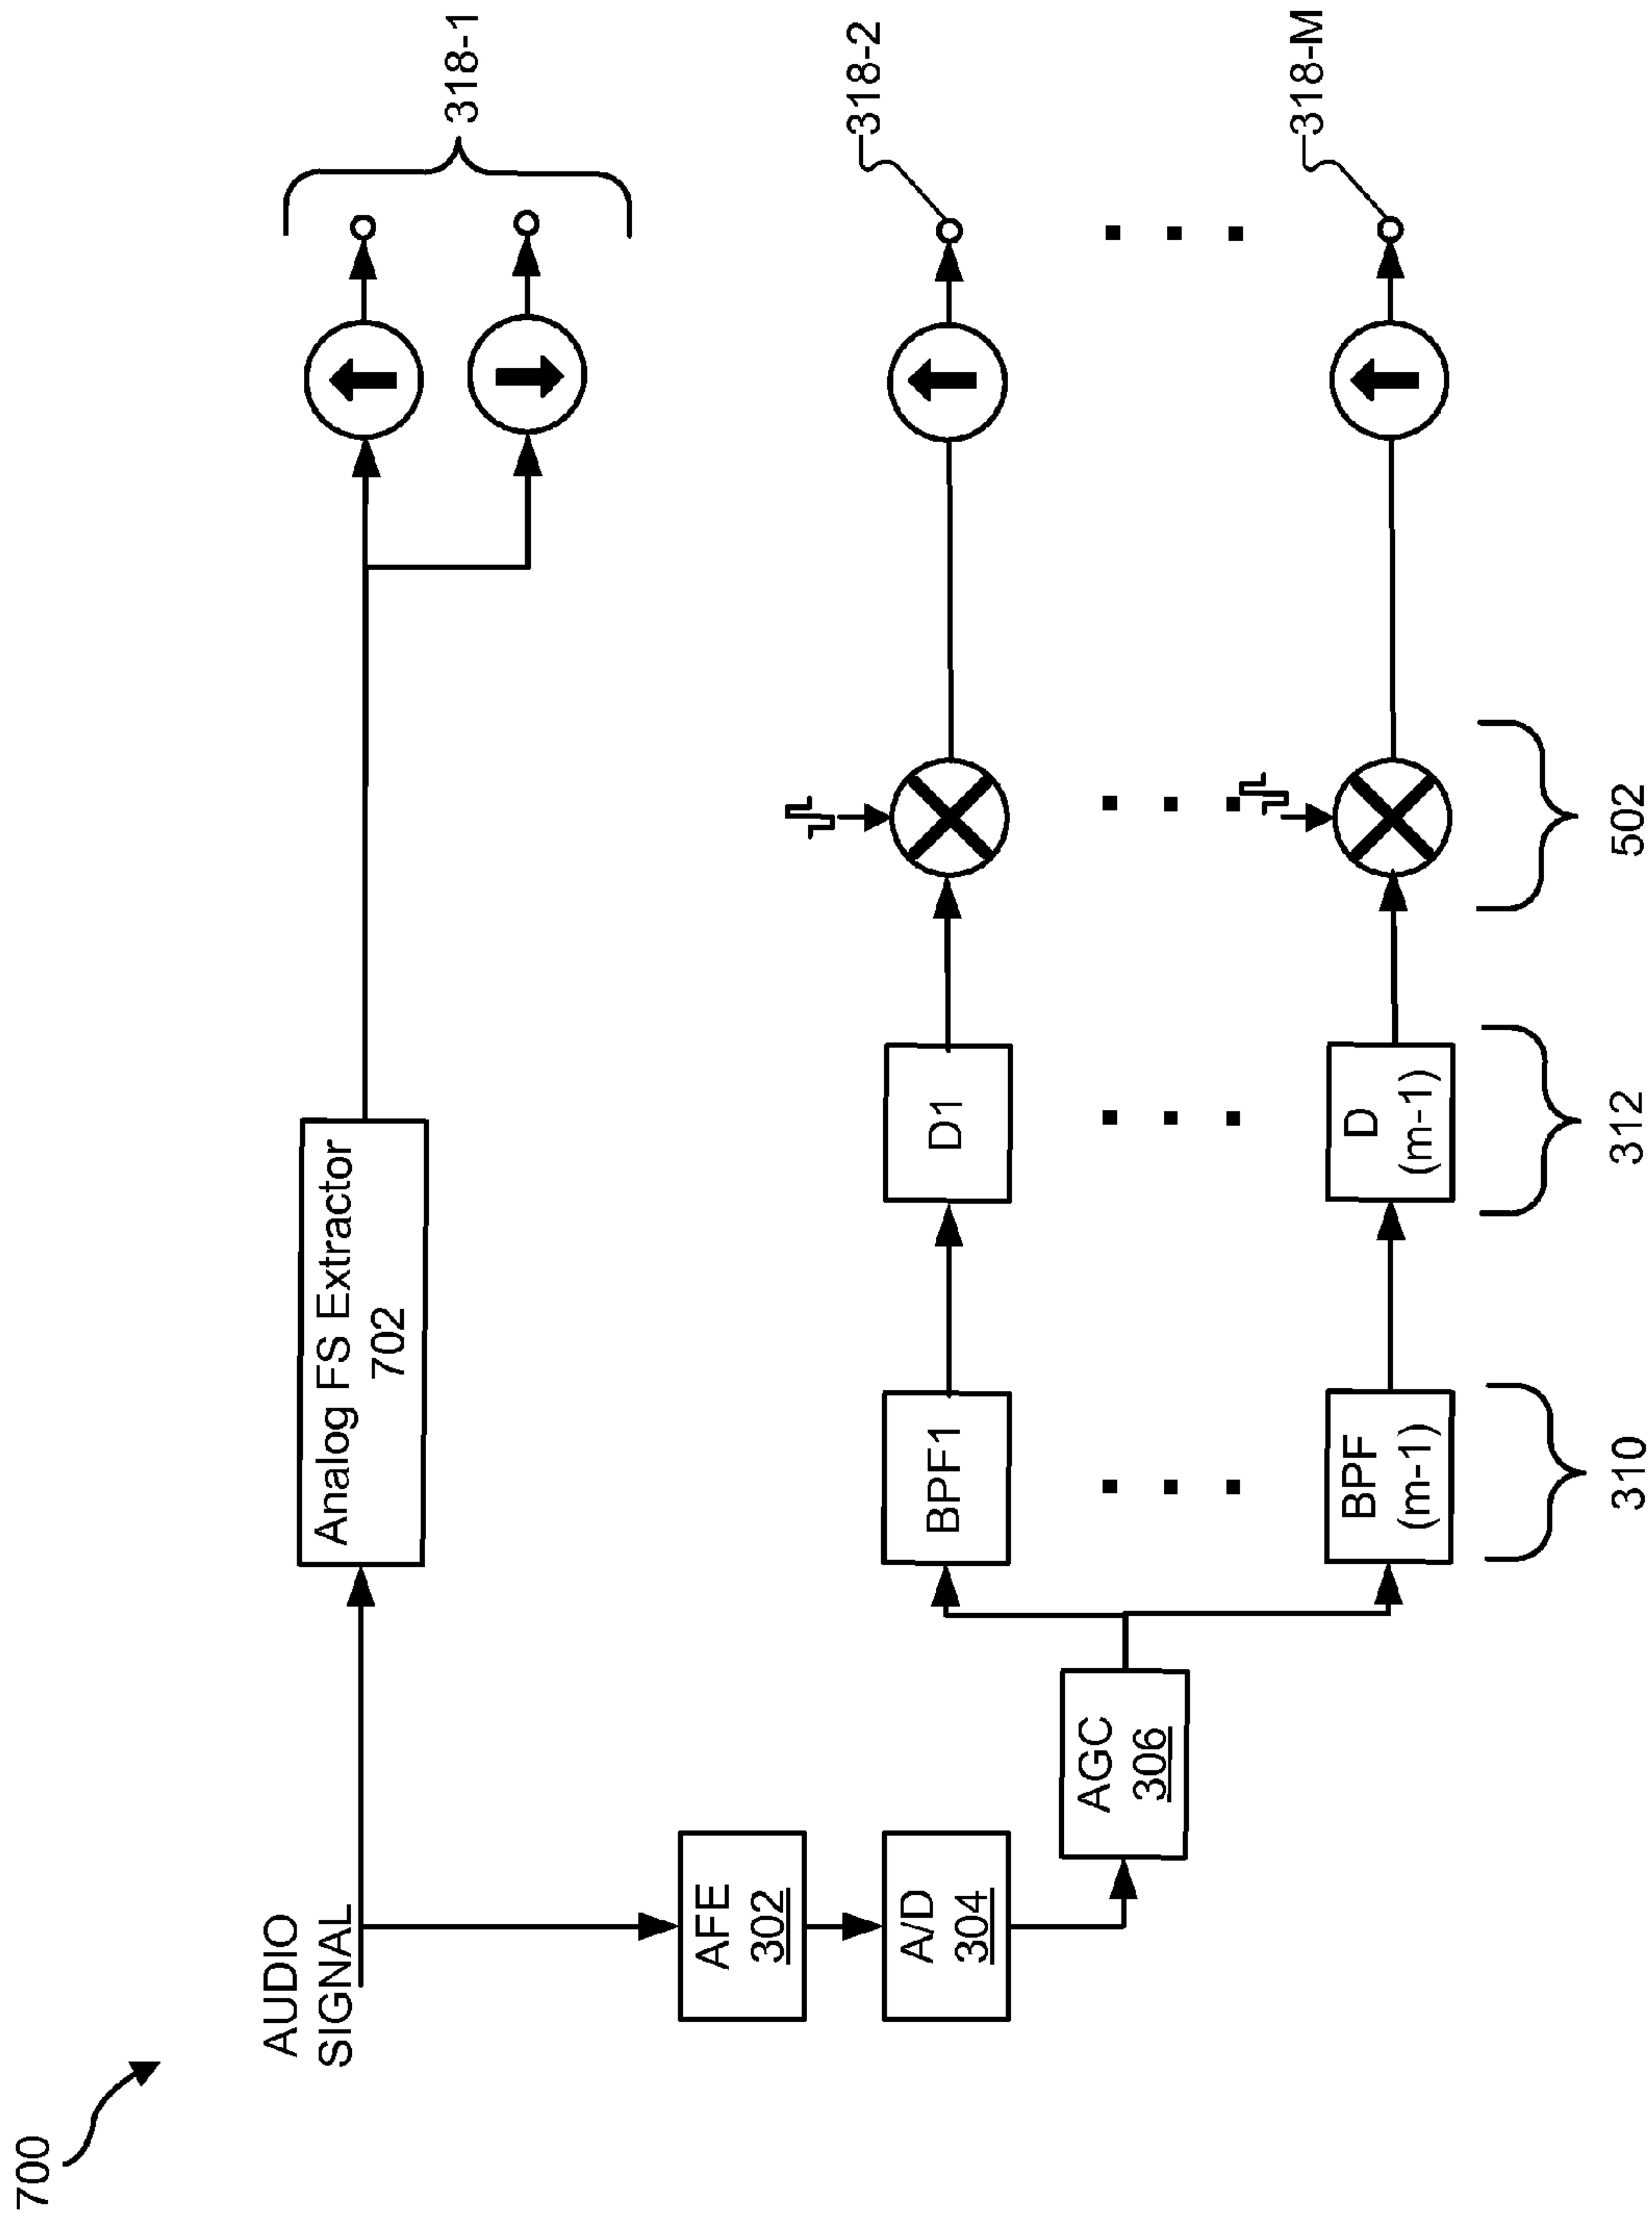 700
AUDIO
SIGNAL
Analog FS Extractor
702
318-1
AFE
302
A/D
304
AGC
306
BPF1
D1
318-2
BPF
(m-1)
D
(m-1)
318-M
310
312
502